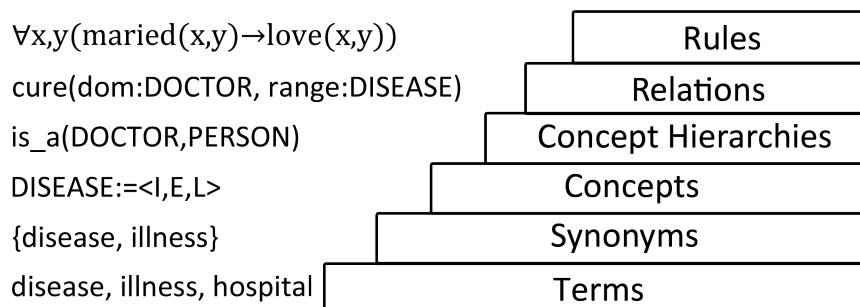 ∀x,y(maried(x,y)→love(x,y))
Rules
cure(dom:DOCTOR, range:DISEASE)
Relations
is_a(DOCTOR,PERSON)
Concept Hierarchies
DISEASE:=<I,E,L>
Concepts
{disease, illness}
Synonyms
disease, illness, hospital
Terms